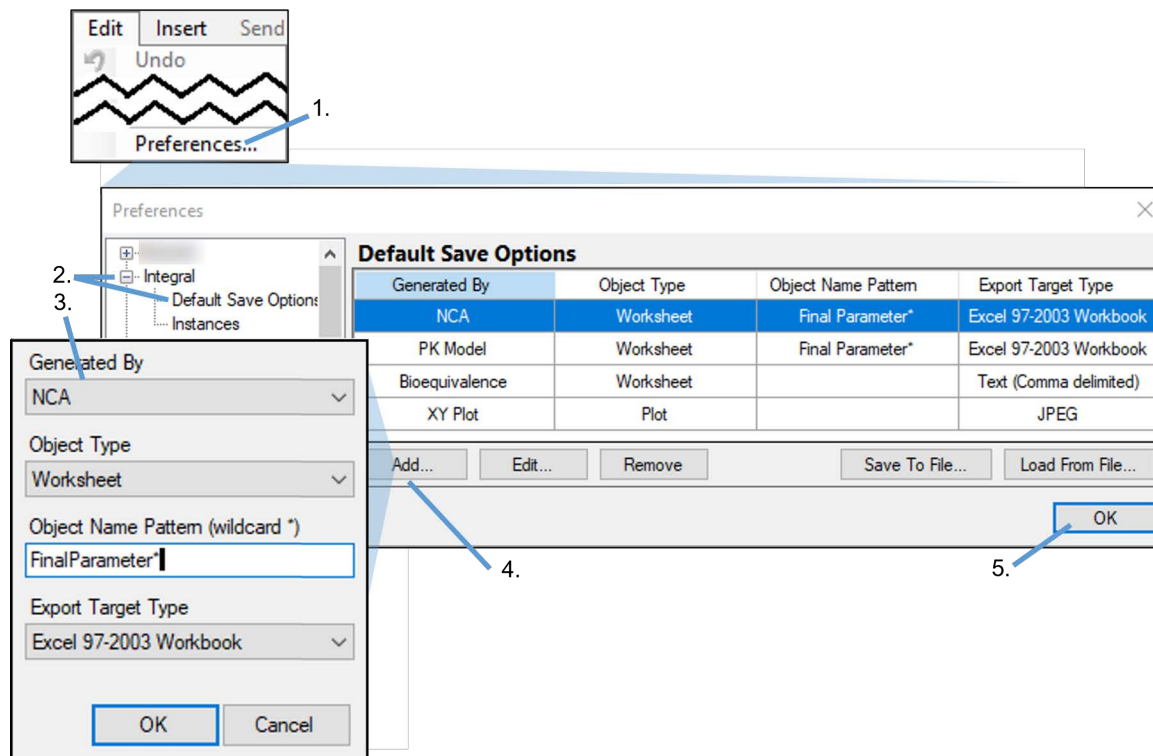 Edit Insert Send
Undo
1.
Preferences...
Preferences
2.
Integral
Default Save Options
3.
Instances
Default Save Options
Generated By Object Type Object Name Pattern Export Target Type
NCA Worksheet Final Parameter* Excel 97-2003 Workbook
PK Model Worksheet Final Parameter* Excel 97-2003 Workbook
Bioequivalence Worksheet Text (Comma delimited)
XY Plot Plot JPEG
Add... Edit... Remove Save To File... Load From File...
OK
4.
5.
Generated By
NCA
Object Type
Worksheet
Object Name Pattern (wildcard *)
FinalParameter*
Export Target Type
Excel 97-2003 Workbook
OK Cancel